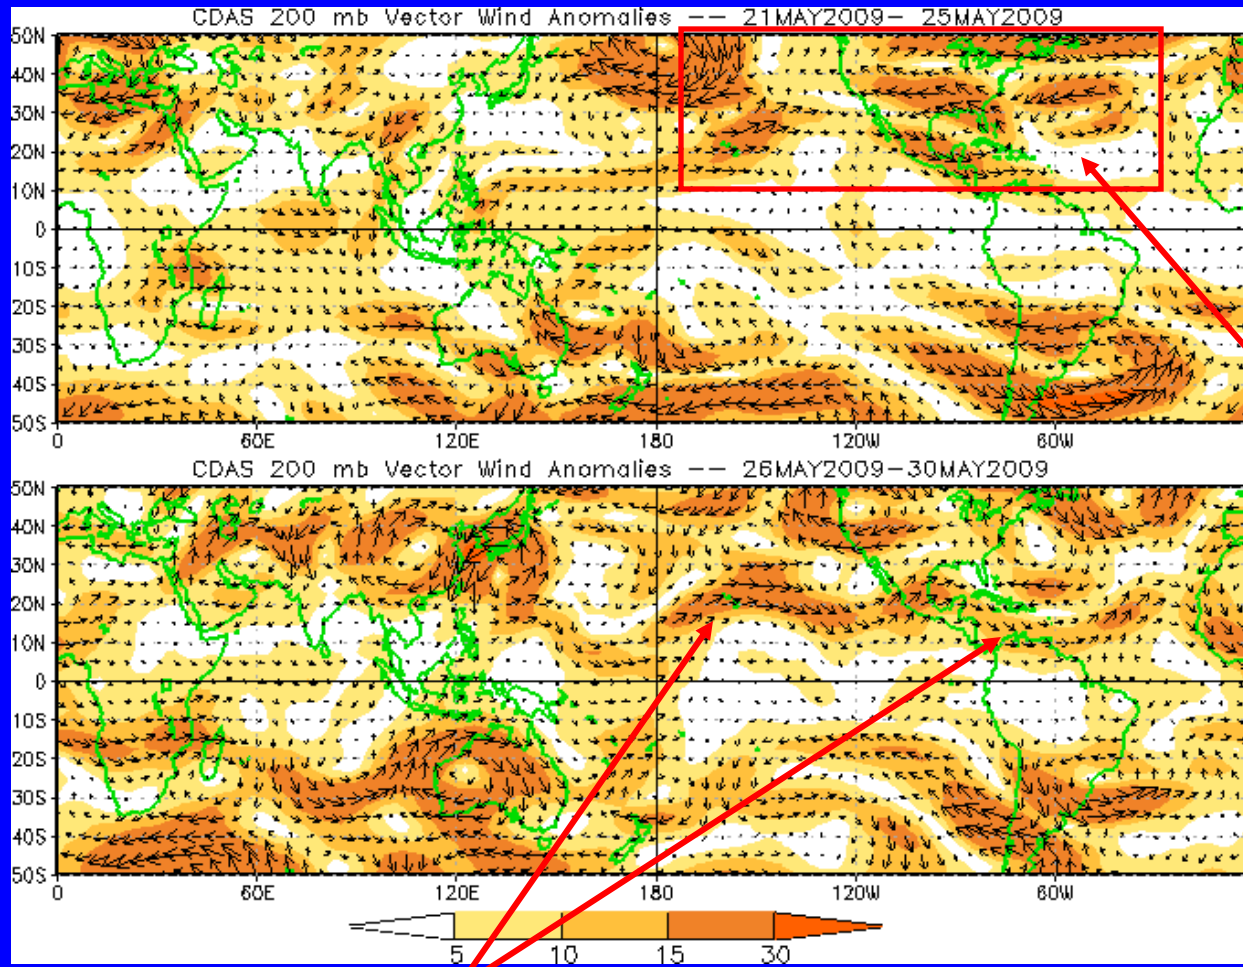 CDAS 200 mb Vector Wind Anomalies -- 21MAY2009- 25MAY2009
50N
40N
30N
20N
10N
0
10S
20S
30S
40S
50S
0 60E 120E 180 120W 60W
CDAS 200 mb Vector Wind Anomalies -- 26MAY2009-30MAY2009
50N
40N
30N
20N
10N
0
10S
20S
30S
40S
50S
0 60E 120E 180 120W 60W
5 10 15 30